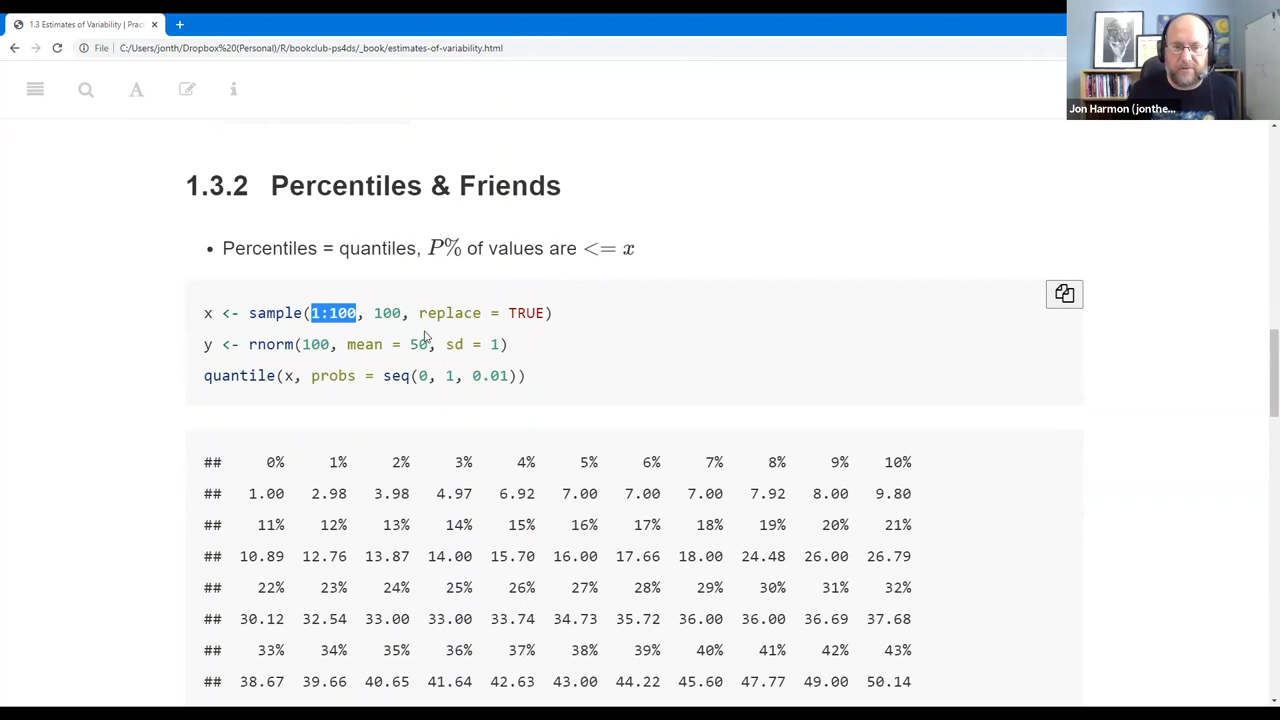 1.3 Estimates of Variability | Prac
File
C:/Users/jonth/Dropbox%20(Personal)/R/bookclub-ps4ds/_book/estimates-of-variability.html
Jon Harmon (jonthe...
1.3.2 Percentiles & Friends
• Percentiles = quantiles, P% of values are <= x
x <- sample(1:100, 100, replace = TRUE)
y <- rnorm(100, mean = 50, sd = 1)
quantile(x, probs = seq(0, 1, 0.01))
## 0% 1% 2% 3% 4% 5% 6% 7% 8% 9% 10%
## 1.00 2.98 3.98 4.97 6.92 7.00 7.00 7.00 7.92 8.00 9.80
## 11% 12% 13% 14% 15% 16% 17% 18% 19% 20% 21%
## 10.89 12.76 13.87 14.00 15.70 16.00 17.66 18.00 24.48 26.00 26.79
## 22% 23% 24% 25% 26% 27% 28% 29% 30% 31% 32%
## 30.12 32.54 33.00 33.00 33.74 34.73 35.72 36.00 36.00 36.69 37.68
## 33% 34% 35% 36% 37% 38% 39% 40% 41% 42% 43%
## 38.67 39.66 40.65 41.64 42.63 43.00 44.22 45.60 47.77 49.00 50.14